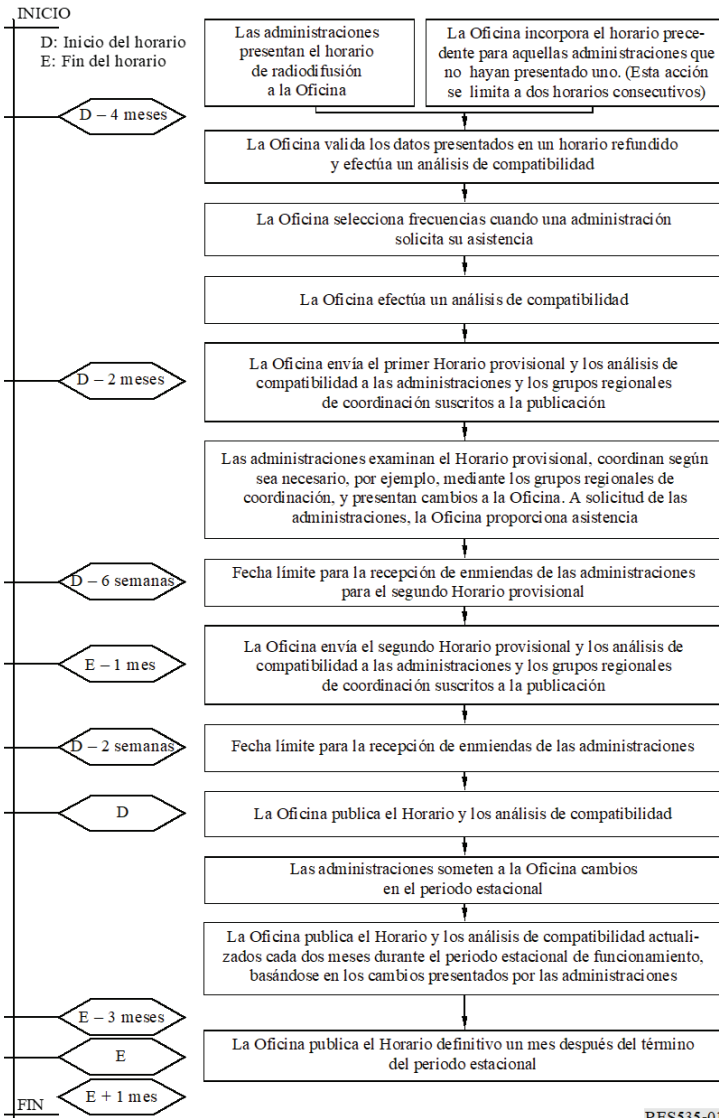 INICIO
D: Inicio del horario
E: Fin del horario
Las administraciones
presentan el horario
de radiodifusión
a la Oficina
La Oficina incorpora el horario prece-
dente para aquellas administraciones que
no hayan presentado uno. (Esta acción
se limita a dos horarios consecutivos)
D – 4 meses
La Oficina valida los datos presentados en un horario refundido
y efectúa un análisis de compatibilidad
La Oficina selecciona frecuencias cuando una administración
solicita su asistencia
La Oficina efectúa un análisis de compatibilidad
D – 2 meses
La Oficina envía el primer Horario provisional y los análisis de
compatibilidad a las administraciones y los grupos regionales
de coordinación suscritos a la publicación
Las administraciones examinan el Horario provisional, coordinan según
sea necesario, por ejemplo, mediante los grupos regionales de
coordinación, y presentan cambios a la Oficina. A solicitud de las
administraciones, la Oficina proporciona asistencia
D – 6 semanas
Fecha límite para la recepción de enmiendas de las administraciones
para el segundo Horario provisional
E – 1 mes
La Oficina envía el segundo Horario provisional y los análisis de
compatibilidad a las administraciones y los grupos regionales
de coordinación suscritos a la publicación
D – 2 semanas
Fecha límite para la recepción de enmiendas de las administraciones
D
La Oficina publica el Horario y los análisis de compatibilidad
Las administraciones someten a la Oficina cambios
en el periodo estacional
La Oficina publica el Horario y los análisis de compatibilidad actuali-
zados cada dos meses durante el periodo estacional de funcionamiento,
basándose en los cambios presentados por las administraciones
E – 3 meses
E
La Oficina publica el Horario definitivo un mes después del término
del periodo estacional
E + 1 mes
FIN